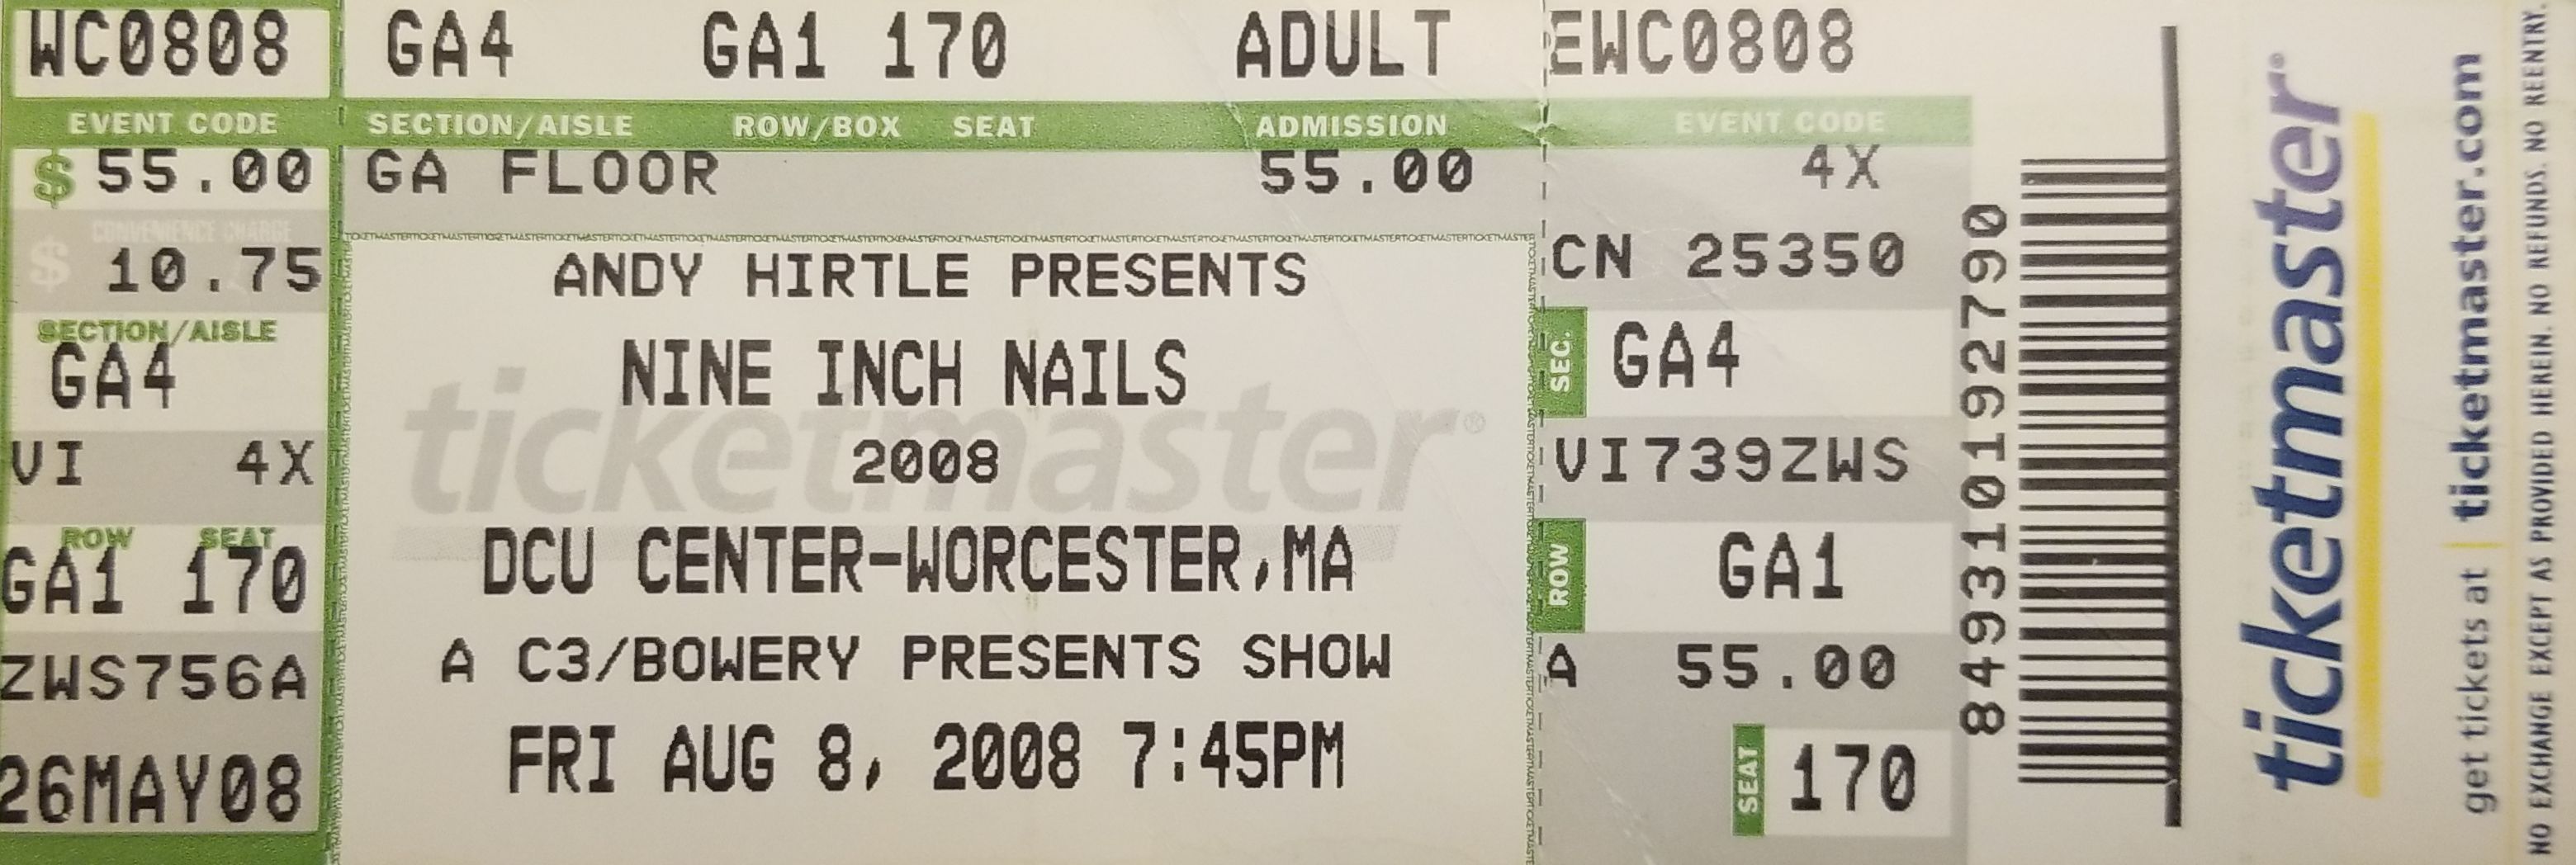 WC0808
EVENT CODE
$ 55.00
CONVENIENCE CHARGE
$ 10.75
SECTION/AISLE
GA4
VI 4X
ROW SEAT
GA1 170
ZWS756A
26MAY08
GA4 GA1 170 ADULT
SECTION/AISLE ROW/BOX SEAT ADMISSION
GA FLOOR 55.00
ANDY HIRTLE PRESENTS
NINE INCH NAILS
ticketmaster®
2008
DCU CENTER-WORCESTER,MA
A C3/BOWERY PRESENTS SHOW
FRI AUG 8, 2008 7:45PM
EWC0808
EVENT CODE
4X
CN 25350
SEC. GA4
VI739ZWS
ROW GA1
A 55.00
SEAT 170
849310192790
ticketmaster®
get tickets at | ticketmaster.com
NO EXCHANGE EXCEPT AS PROVIDED HEREIN. NO REFUNDS. NO REENTRY.